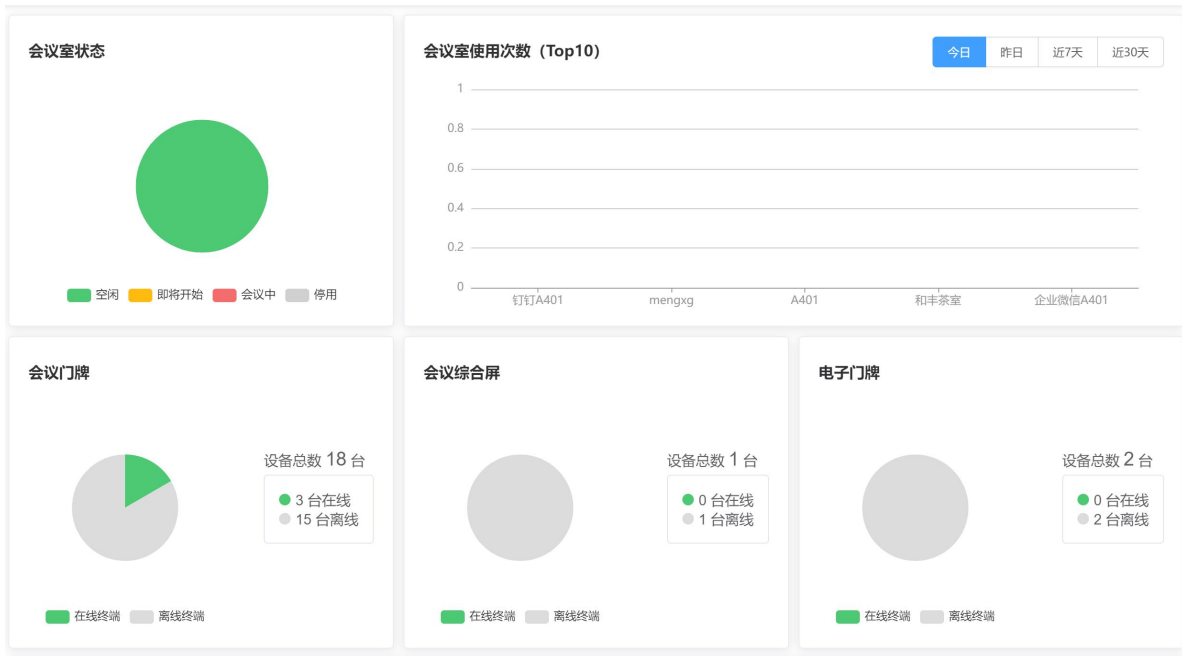 会议室状态
空闲 即将开始 会议中 停用
会议室使用次数（Top10）
今日 昨日 近7天 近30天
1
0.8
0.6
0.4
0.2
0
钉钉A401 mengxg A401 和丰茶室 企业微信A401
会议门牌
设备总数 18 台
3 台在线
15 台离线
在线终端 离线终端
会议综合屏
设备总数 1 台
0 台在线
1 台离线
在线终端 离线终端
电子门牌
设备总数 2 台
0 台在线
2 台离线
在线终端 离线终端